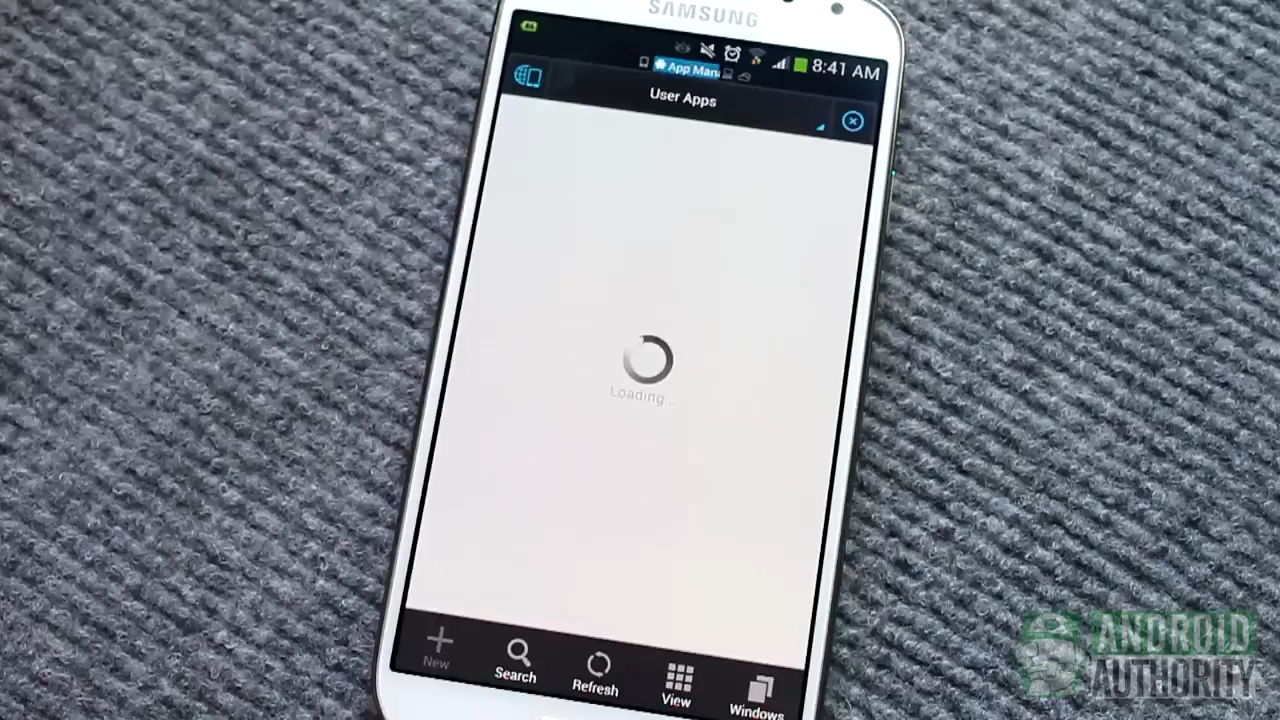 SAMSUNG
8:41 AM
App Man
User Apps
Loading...
New
Search
Refresh
View
Windows
ANDROID
AUTHORITY